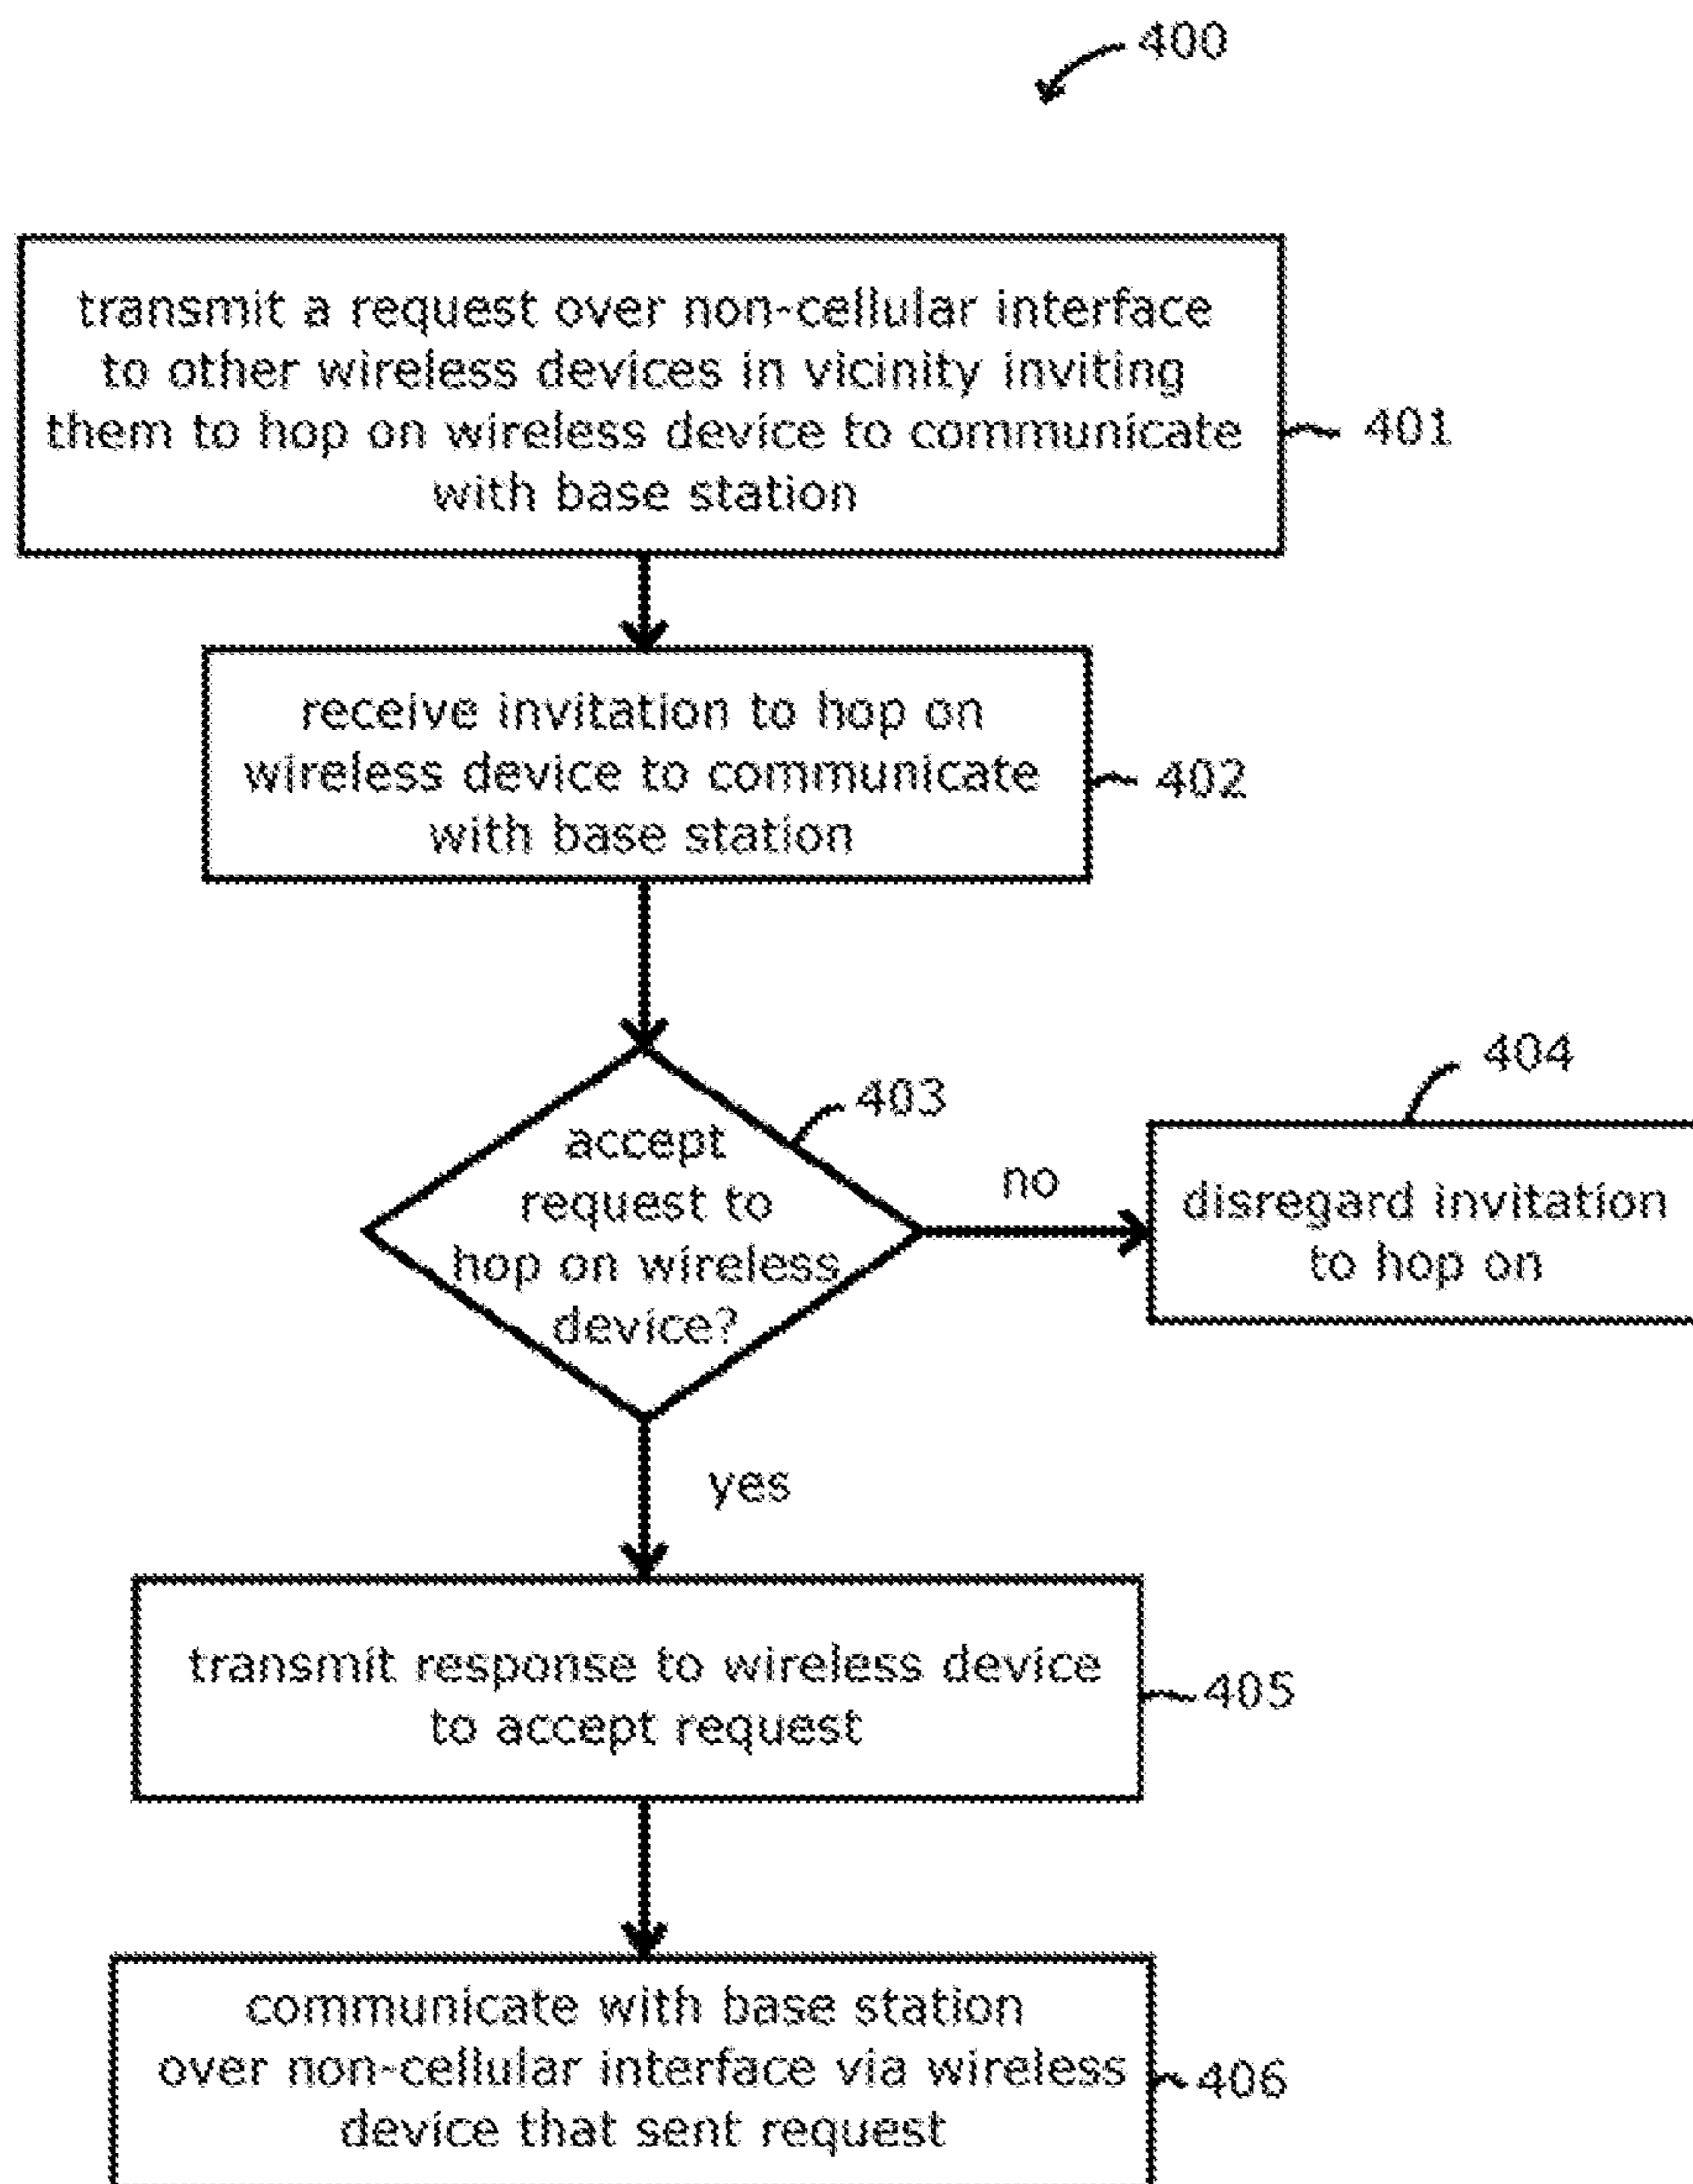 400
transmit a request over non-cellular interface
to other wireless devices in vicinity inviting
them to hop on wireless device to communicate
with base station
401
receive invitation to hop on
wireless device to communicate
with base station
402
403
accept
request to
hop on wireless
device?
no
404
disregard invitation
to hop on
yes
transmit response to wireless device
to accept request
405
communicate with base station
over non-cellular interface via wireless
device that sent request
406